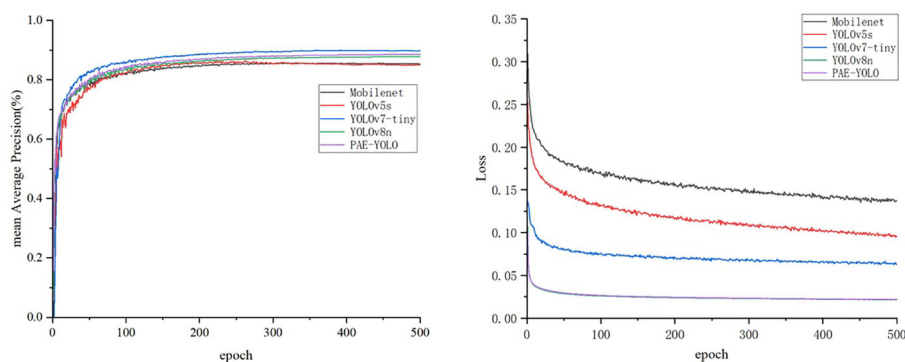 1.0
0.8
0.6
0.4
0.2
0.0
mean Average Precision(%)
0
100
200
300
400
500
epoch
Mobilenet
YOLOv5s
YOLOv7-tiny
YOLOv8n
PAE-YOLO
0.35
0.30
0.25
0.20
0.15
0.10
0.05
0.00
Loss
0
100
200
300
400
500
epoch
Mobilenet
YOLOv5s
YOLOv7-tiny
YOLOv8n
PAE-YOLO